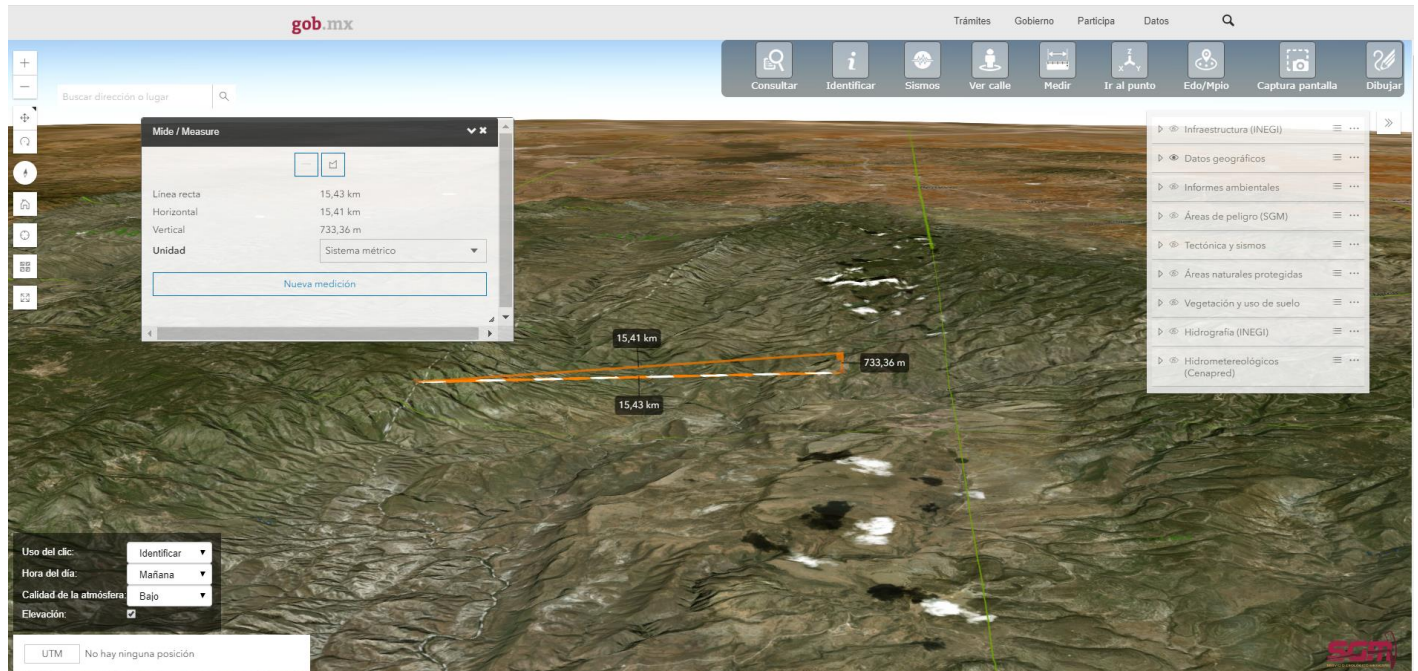 gob.mx
Trámites Gobierno Participa Datos
Consultar Identificar Sismos Ver calle Medir Ir al punto Edo/Mpio Captura pantalla Dibujar
Buscar dirección o lugar
Mide / Measure
Línea recta 15,43 km
Horizontal 15,41 km
Vertical 733,36 m
Unidad Sistema métrico
Nueva medición
Infraestructura (INEGI)
Datos geográficos
Informes ambientales
Áreas de peligro (SGM)
Tectónica y sismos
Áreas naturales protegidas
Vegetación y uso de suelo
Hidrografía (INEGI)
Hidrometereológicos
(Cenapred)
15,41 km
733,36 m
15,43 km
Uso del clic: Identificar
Hora del día: Mañana
Calidad de la atmósfera: Bajo
Elevación:
UTM No hay ninguna posición
SGM